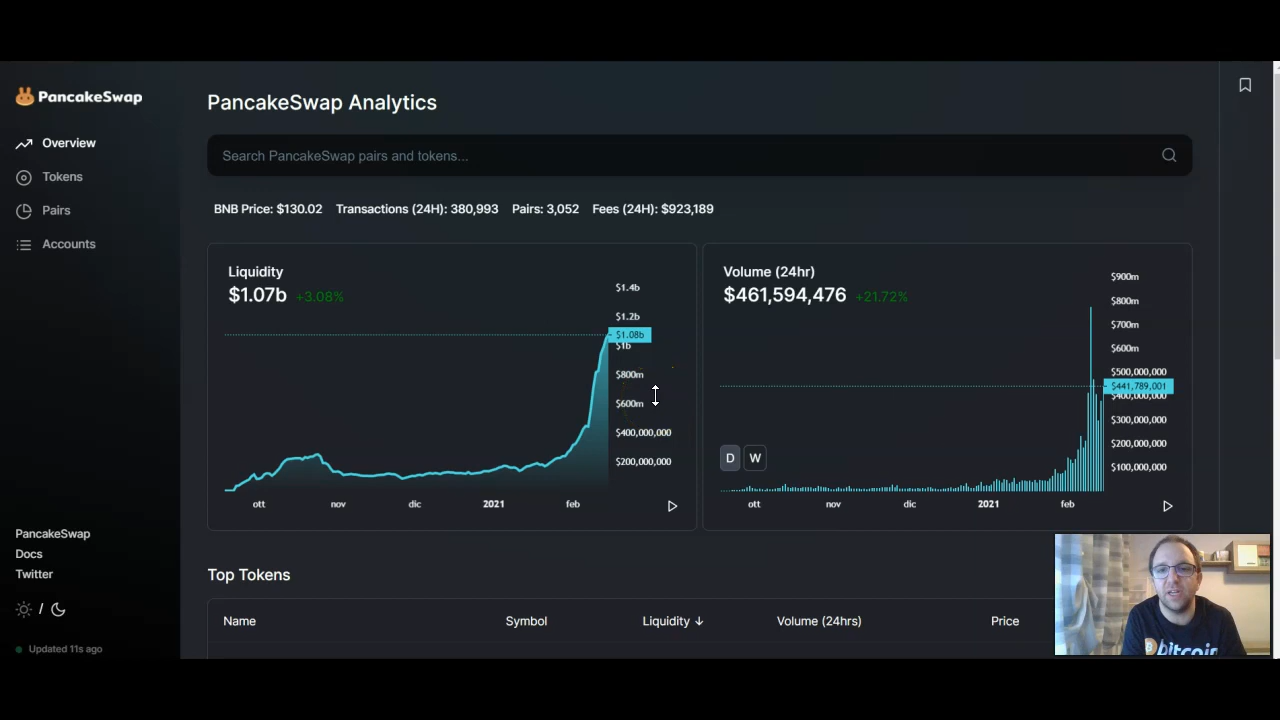 PancakeSwap
Overview
Tokens
Pairs
Accounts
PancakeSwap
Docs
Twitter
/
Updated 11s ago
PancakeSwap Analytics
Search PancakeSwap pairs and tokens...
BNB Price: $130.02 Transactions (24H): 380,993 Pairs: 3,052 Fees (24H): $923,189
Liquidity
$1.07b +3.08%
$1.4b
$1.2b
$1.08b
$1b
$800m
$600m
$400,000,000
$200,000,000
ott nov dic 2021 feb
Volume (24hr)
$461,594,476 +21.72%
$900m
$800m
$700m
$600m
$500,000,000
$441,789,001
$400,000,000
$300,000,000
$200,000,000
$100,000,000
D W
ott nov dic 2021 feb
Top Tokens
Name Symbol Liquidity ↓ Volume (24hrs) Price
bitcoin